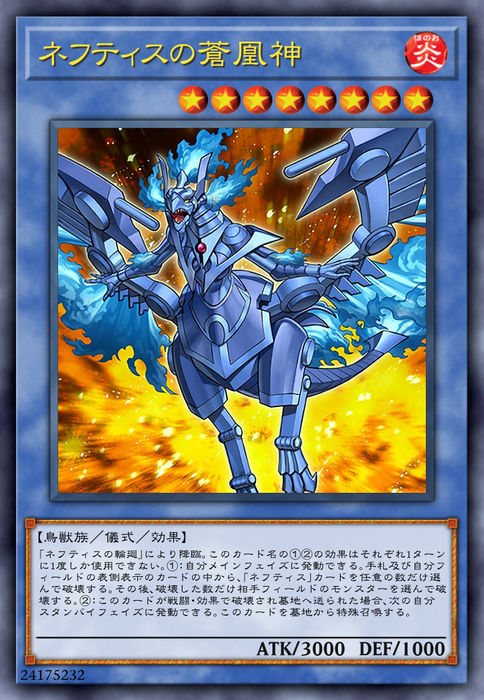 ネフティスの蒼凰神
ほのお
炎
【鳥獣族／儀式／効果】
「ネフティスの輪廻」により降臨。このカード名の①②の効果はそれぞれ1ターン
に1度しか使用できない。①:自分メインフェイズに発動できる。手札及び自分フ
ィールドの表側表示のカードの中から、「ネフティス」カードを任意の数だけ選ん
で破壊する。その後、破壊した数だけ相手フィールドのモンスターを選んで破
壊する。②:このカードが戦闘・効果で破壊され墓地へ送られた場合、次の自分
スタンバイフェイズに発動できる。このカードを墓地から特殊召喚する。
ATK/3000 DEF/1000
24175232